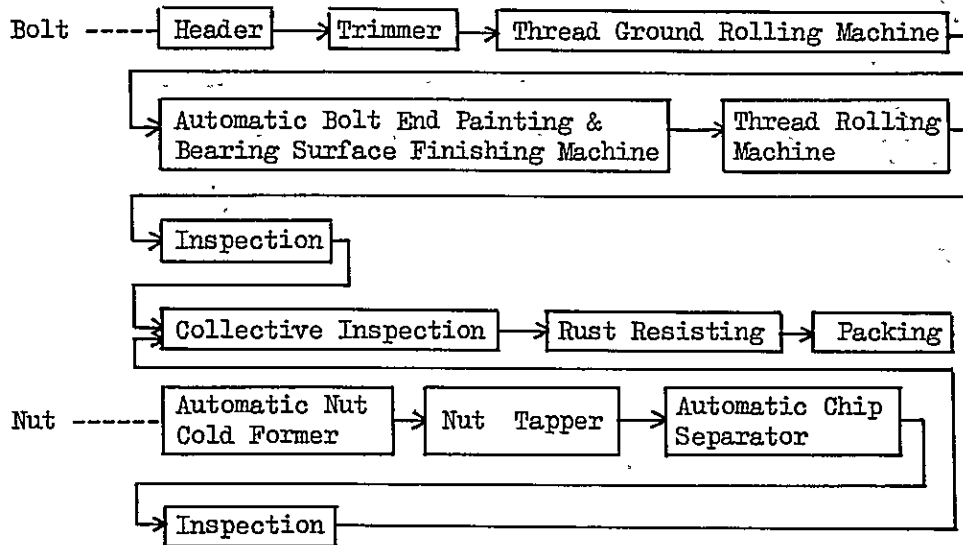 Bolt
Header
Trimmer
Thread Ground Rolling Machine
Automatic Bolt End Painting &
Bearing Surface Finishing Machine
Thread Rolling
Machine
Inspection
Collective Inspection
Rust Resisting
Packing
Nut
Automatic Nut
Cold Former
Nut Tapper
Automatic Chip
Separator
Inspection